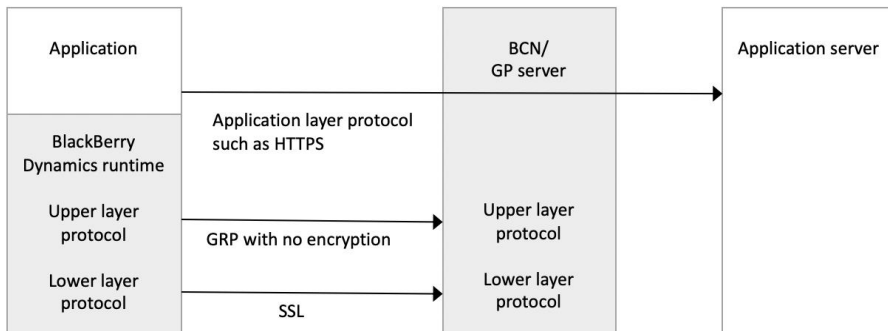 Application
BCN/
GP server
Application server
Application layer protocol
such as HTTPS
BlackBerry
Dynamics runtime
Upper layer
protocol
GRP with no encryption
Upper layer
protocol
Lower layer
protocol
SSL
Lower layer
protocol